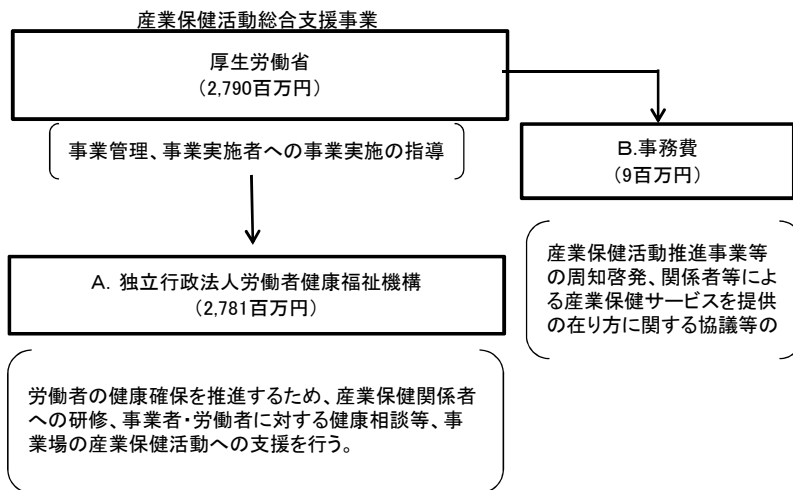 産業保健活動総合支援事業
厚生労働省
（2,790百万円）
事業管理、事業実施者への事業実施の指導
B.事務費
（9百万円）
A．独立行政法人労働者健康福祉機構
（2,781百万円）
産業保健活動推進事業等
の周知啓発、関係者等によ
る産業保健サービスを提供
の在り方に関する協議等の
労働者の健康確保を推進するため、産業保健関係者
への研修、事業者・労働者に対する健康相談等、事
業場の産業保健活動への支援を行う。